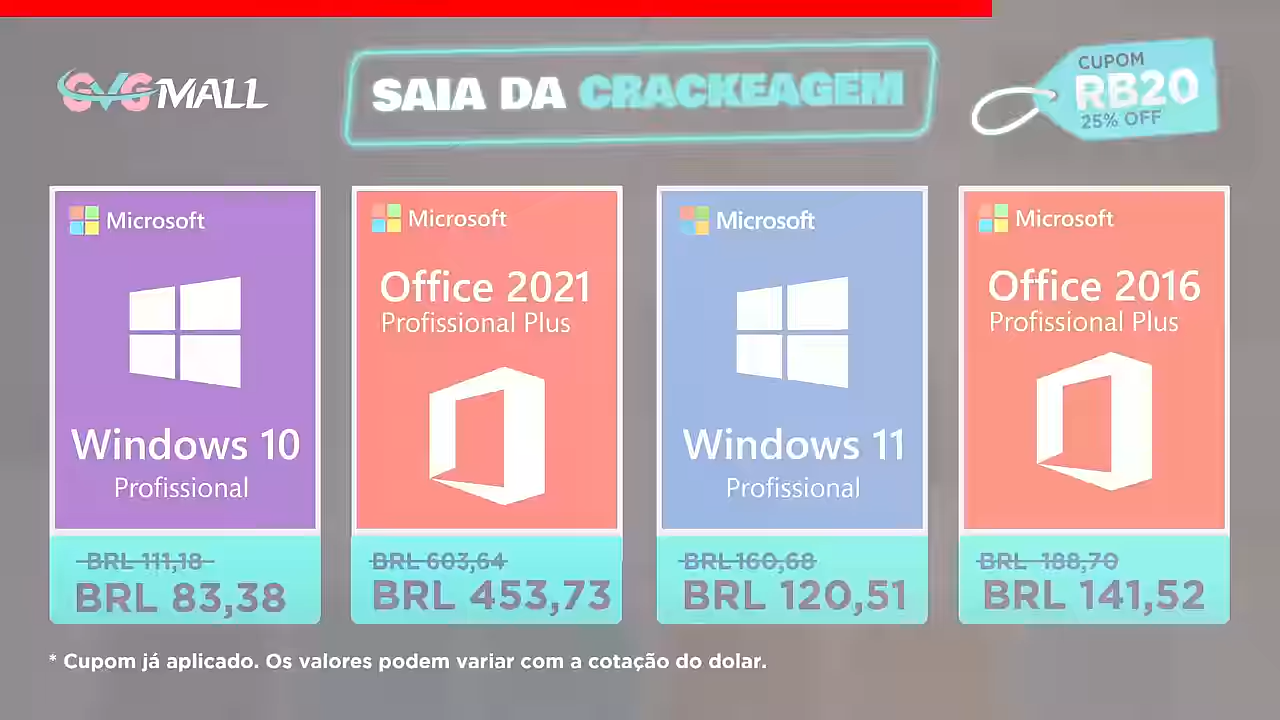 GVGMALL
SAIA DA CRACKEAGEM
CUPOM
RB20
25% OFF
Microsoft
Windows 10
Profissional
BRL 111,18
BRL 83,38
Microsoft
Office 2021
Profissional Plus
BRL 603,64
BRL 453,73
Microsoft
Windows 11
Profissional
BRL 160,68
BRL 120,51
Microsoft
Office 2016
Profissional Plus
BRL 188,70
BRL 141,52
* Cupom já aplicado. Os valores podem variar com a cotação do dolar.